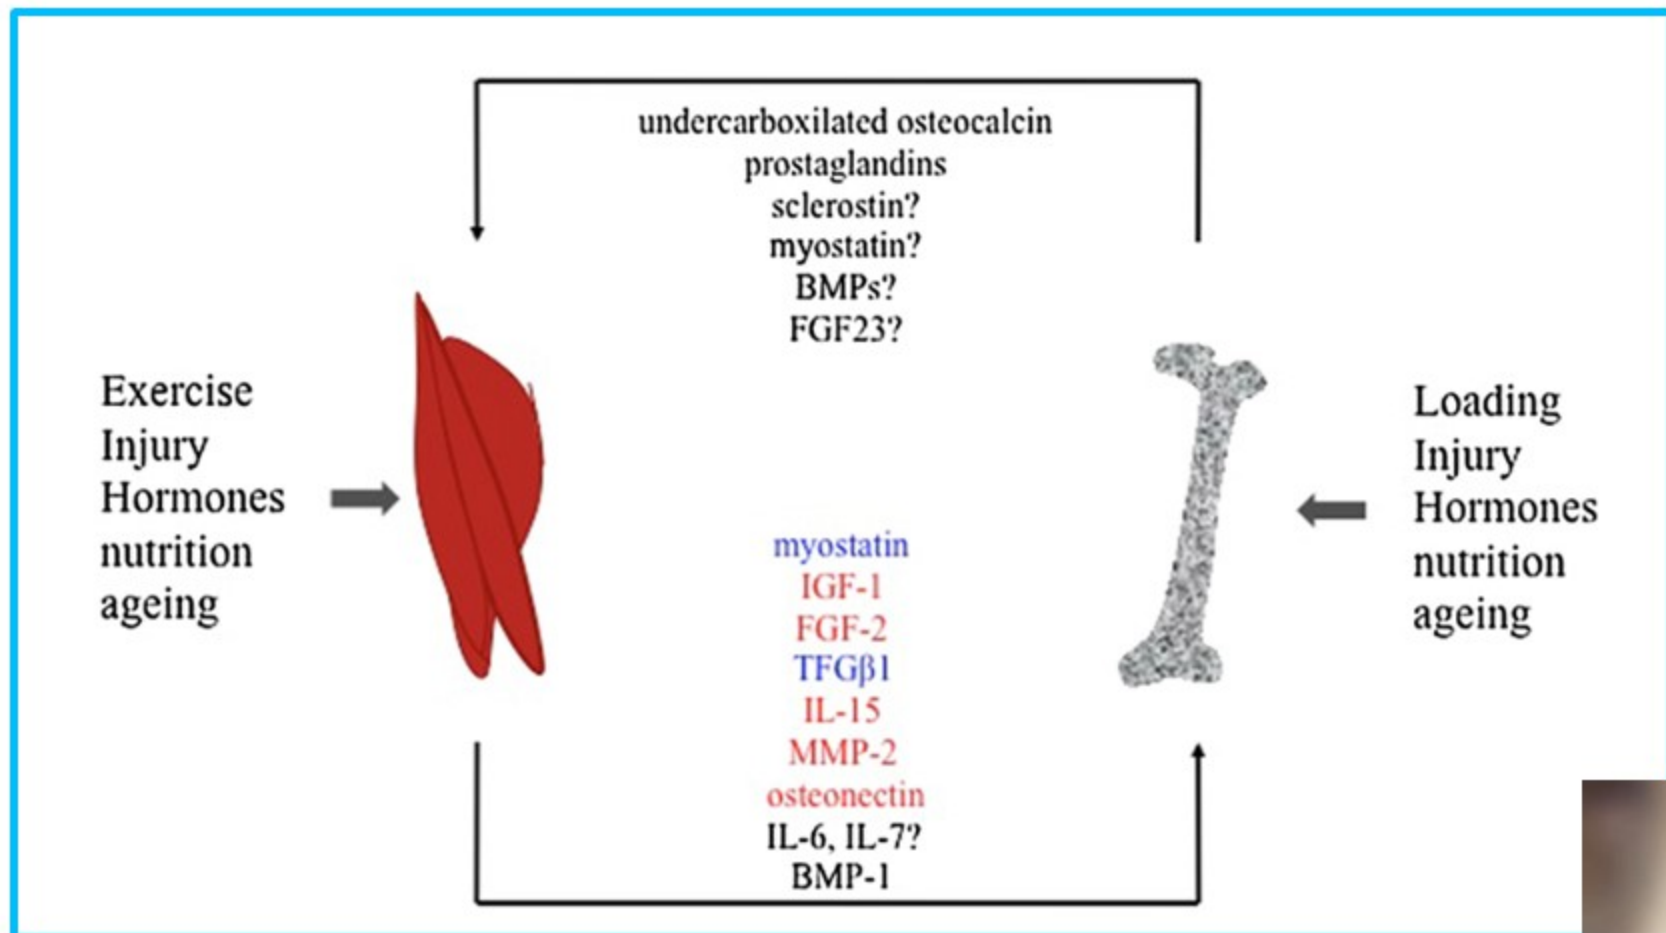 undercarboxilated osteocalcin
prostaglandins
sclerostin?
myostatin?
BMPs?
FGF23?
Exercise
Injury
Hormones
nutrition
ageing
Loading
Injury
Hormones
nutrition
ageing
myostatin
IGF-1
FGF-2
TFGβ1
IL-15
MMP-2
osteonectin
IL-6, IL-7?
BMP-1